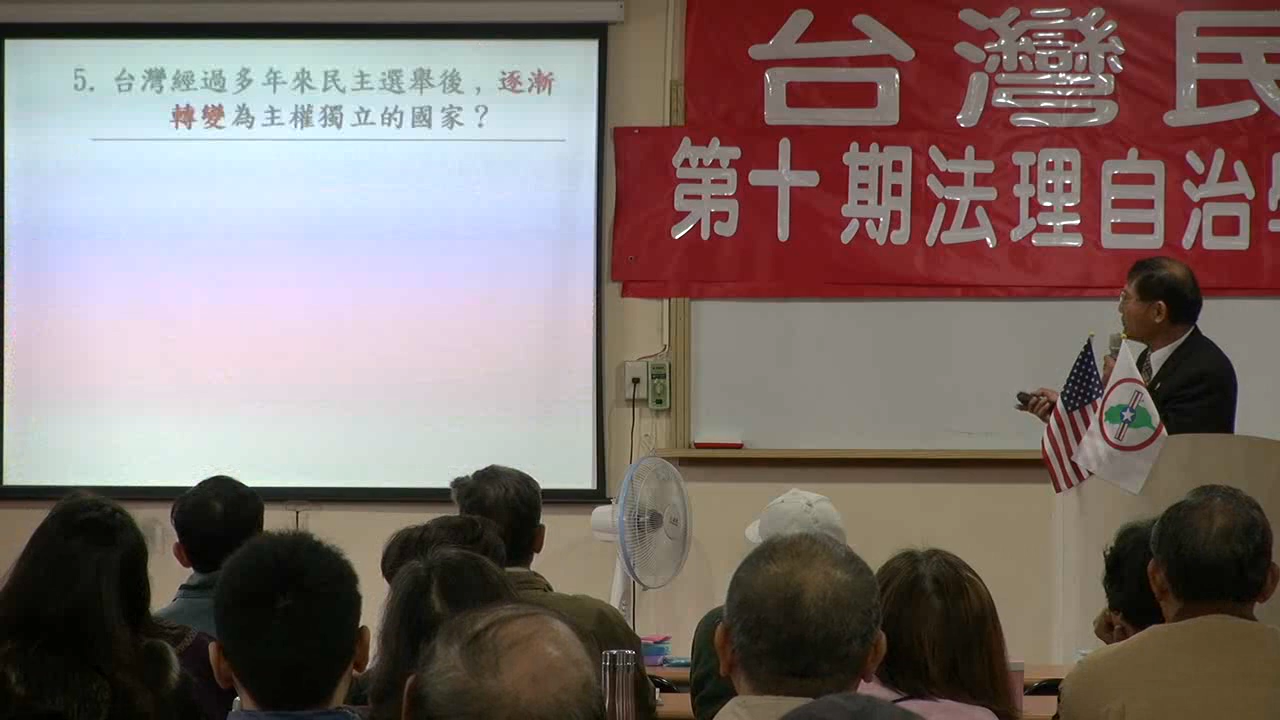 5. 台灣經過多年來民主選舉後，逐漸
轉變為主權獨立的國家？
台灣民
第十期法理自治學